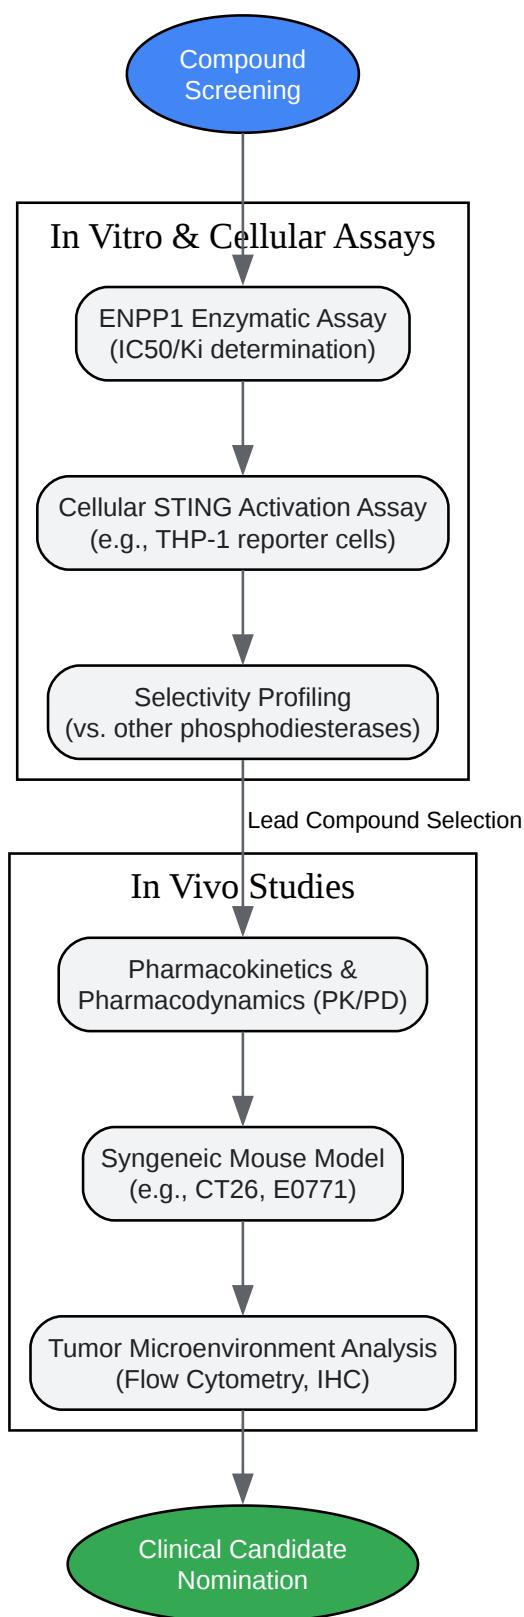 Compound
Screening
In Vitro & Cellular Assays
ENPP1 Enzymatic Assay
(IC50/Ki determination)
Cellular STING Activation Assay
(e.g., THP-1 reporter cells)
Selectivity Profiling
(vs. other phosphodiesterases)
Lead Compound Selection
In Vivo Studies
Pharmacokinetics &
Pharmacodynamics (PK/PD)
Syngeneic Mouse Model
(e.g., CT26, E0771)
Tumor Microenvironment Analysis
(Flow Cytometry, IHC)
Clinical Candidate
Nomination